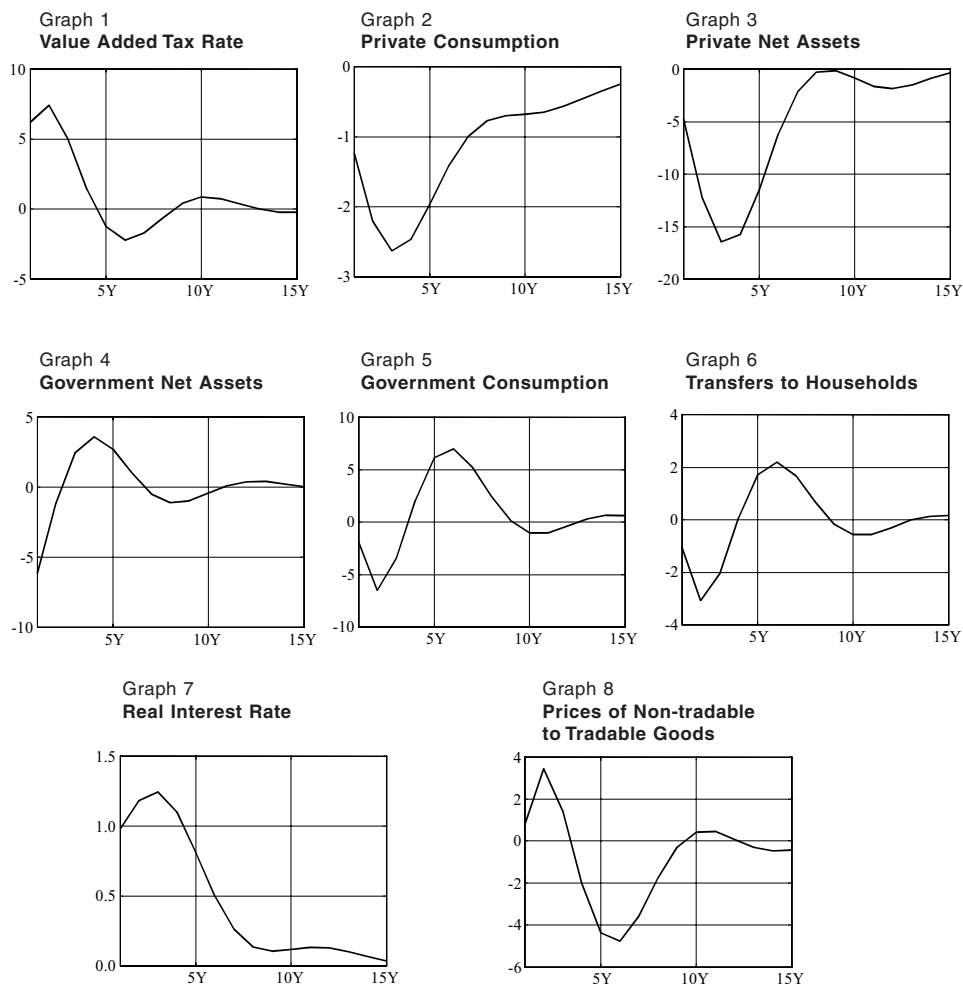 Graph 1
Value Added Tax Rate
10
5
0
-5
5Y 10Y 15Y
Graph 2
Private Consumption
0
-1
-2
-3
5Y 10Y 15Y
Graph 3
Private Net Assets
0
-5
-10
-15
-20
5Y 10Y 15Y
Graph 4
Government Net Assets
5
0
-5
-10
5Y 10Y 15Y
Graph 5
Government Consumption
10
5
0
-5
-10
5Y 10Y 15Y
Graph 6
Transfers to Households
4
2
0
-2
-4
5Y 10Y 15Y
Graph 7
Real Interest Rate
1.5
1.0
0.5
0.0
5Y 10Y 15Y
Graph 8
Prices of Non-tradable
to Tradable Goods
4
2
0
-2
-4
-6
5Y 10Y 15Y